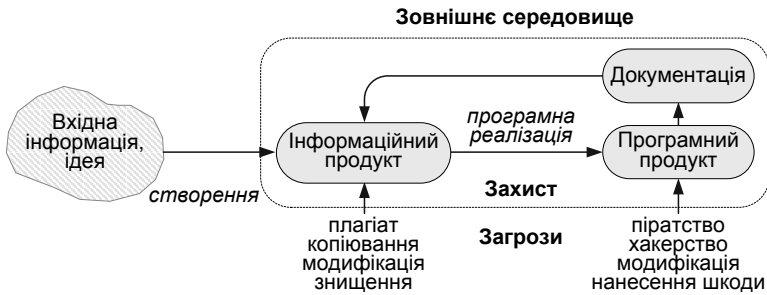 Зовнішнє середовище
Документація
Вхідна
інформація,
ідея
створення
Інформаційний
продукт
програмна
реалізація
Програмний
продукт
Захист
плагіат
копіювання
модифікація
знищення
Загрози
піратство
хакерство
модифікація
нанесення шкоди